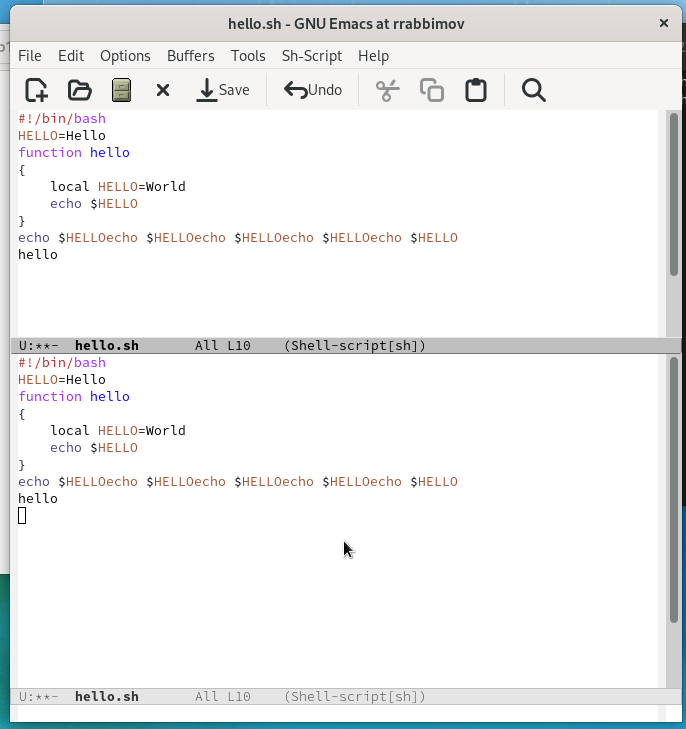 hello.sh - GNU Emacs at rrabbimov
File Edit Options Buffers Tools Sh-Script Help
Save Undo
#!/bin/bash
HELLO=Hello
function hello
{
    local HELLO=World
    echo $HELLO
}
echo $HELLOecho $HELLOecho $HELLOecho $HELLOecho $HELLO
hello
U:**-  hello.sh       All L10    (Shell-script[sh])
#!/bin/bash
HELLO=Hello
function hello
{
    local HELLO=World
    echo $HELLO
}
echo $HELLOecho $HELLOecho $HELLOecho $HELLOecho $HELLO
hello
U:**-  hello.sh       All L10    (Shell-script[sh])